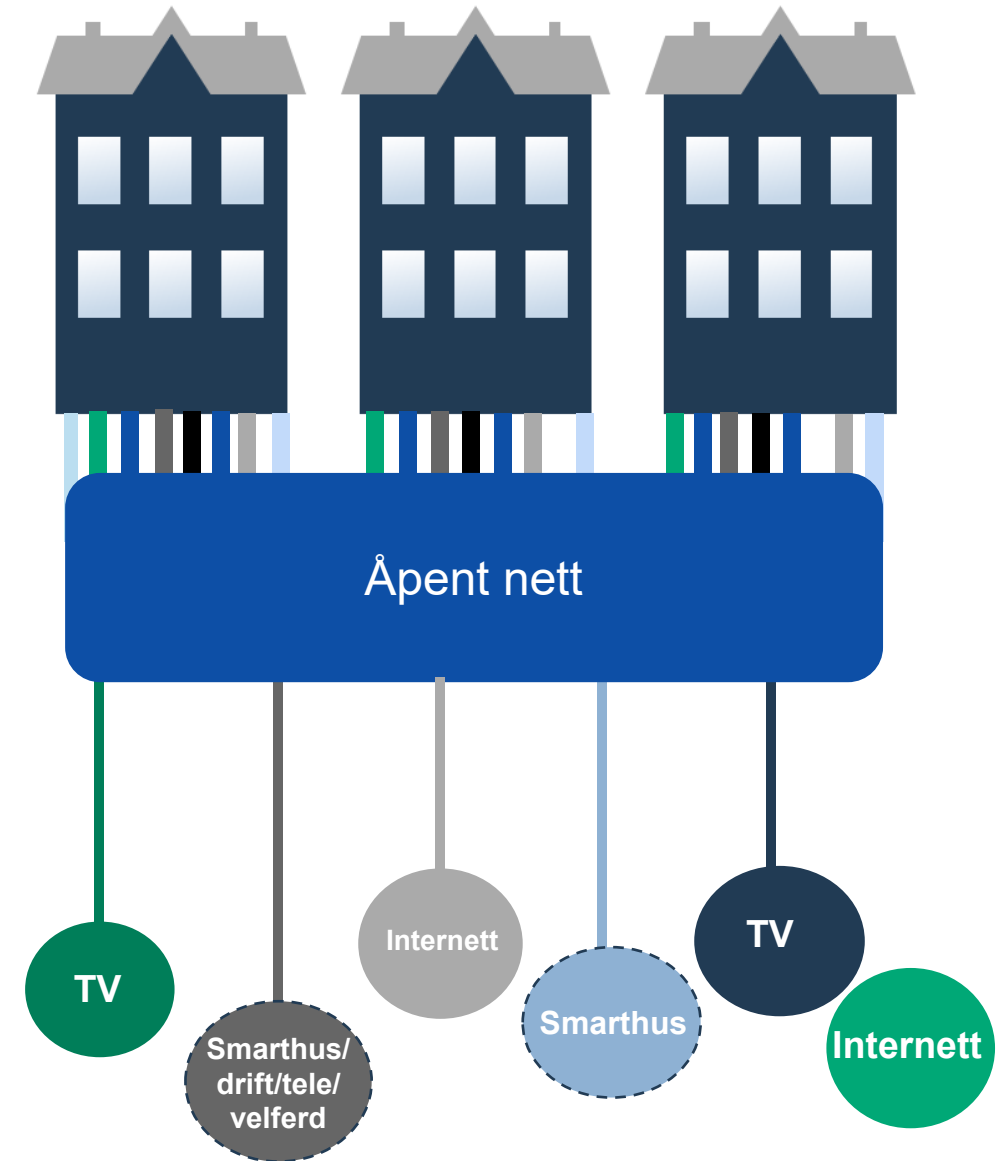 Åpent nett
TV
Smarthus/
drift/tele/
velferd
Internett
Smarthus
TV
Internett